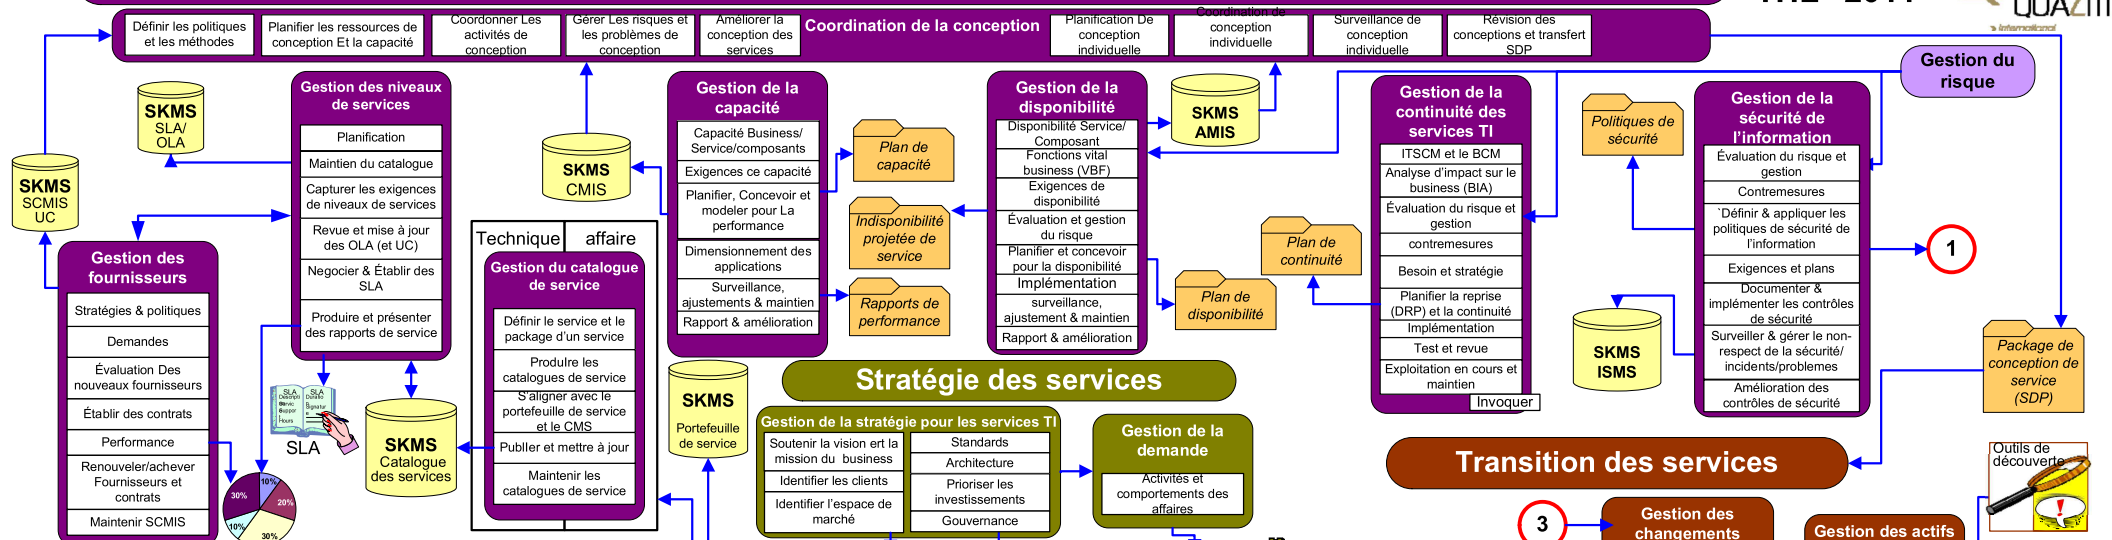 ITIL 2011
QUAZITI
International
Définir les politiques
et les méthodes
Planifier les ressources de
conception Et la capacité
Coordonner Les
activités de
conception
Gérer Les risques et
les problèmes de
conception
Améliorer la
conception des
services
Coordination de la conception
Planification De
conception
individuelle
Coordination de
conception
individuelle
Surveillance de
conception
individuelle
Révision des
conceptions et transfert
SDP
Gestion du
risque
SKMS
SLA/
OLA
SKMS
SCMIS
UC
Gestion des niveaux
de services
Planification
Maintien du catalogue
Capturer les exigences
de niveaux de services
Revue et mise à jour
des OLA (et UC)
Negocier & Établir des
SLA
Produire et présenter
des rapports de service
Gestion des
fournisseurs
Stratégies & politiques
Demandes
Évaluation Des
nouveaux fournisseurs
Établir des contrats
Performance
Renouveler/achever
Fournisseurs et
contrats
Maintenir SCMIS
SLA
SLA
Hours
SLA
10%
20%
30%
10%
30%
SKMS
Catalogue
des services
SKMS
CMIS
Technique
affaire
Gestion du catalogue
de service
Définir le service et le
package d'un service
Produire les
catalogues de service
S'aligner avec le
portefeuille de service
et le CMS
Publier et mettre à jour
Maintenir les
catalogues de service
Gestion de la
capacité
Capacité Business/
Service/composants
Exigences ce capacité
Planifier, Concevoir et
modeler pour La
performance
Dimensionnement des
applications
Surveillance,
ajustements & maintien
Rapport & amélioration
Plan de
capacité
Indisponibilité
projetée de
service
Rapports de
performance
Gestion de la
disponibilité
Disponibilité Service/
Composant
Fonctions vital
business (VBF)
Exigences de
disponibilité
Évaluation et gestion
du risque
Planifier et concevoir
pour la disponibilité
Implémentation
surveillance,
ajustement & maintien
Rapport & amélioration
SKMS
AMIS
Plan de
disponibilité
Plan de
continuité
Gestion de la
continuité des
services TI
ITSCM et le BCM
Analyse d'impact sur le
business (BIA)
Évaluation du risque et
gestion
contremesures
Besoin et stratégie
Planifier la reprise
(DRP) et la continuité
Implémentation
Test et revue
Exploitation en cours et
maintien
Invoquer
Politiques de
sécurité
SKMS
ISMS
Gestion de la
sécurité de
l'information
Évaluation du risque et
gestion
Contremesures
`Définir & appliquer les
politiques de sécurité de
l'information
Exigences et plans
Documenter &
implémenter les contrôles
de sécurité
Surveiller & gérer le non-
respect de la sécurité/
incidents/problemes
Amélioration des
contrôles de sécurité
1
Package de
conception de
service
(SDP)
SKMS
Portefeuille
de service
Stratégie des services
Gestion de la stratégie pour les services TI
Soutenir la vision ert la
mission du business
Identifier les clients
Identifier l'espace de
marché
Standards
Architecture
Prioriser les
investissements
Gouvernance
Gestion de la
demande
Activités et
comportements des
affaires
Transition des services
3
Gestion des
changements
Gestion des actifs
Outils de
découverte